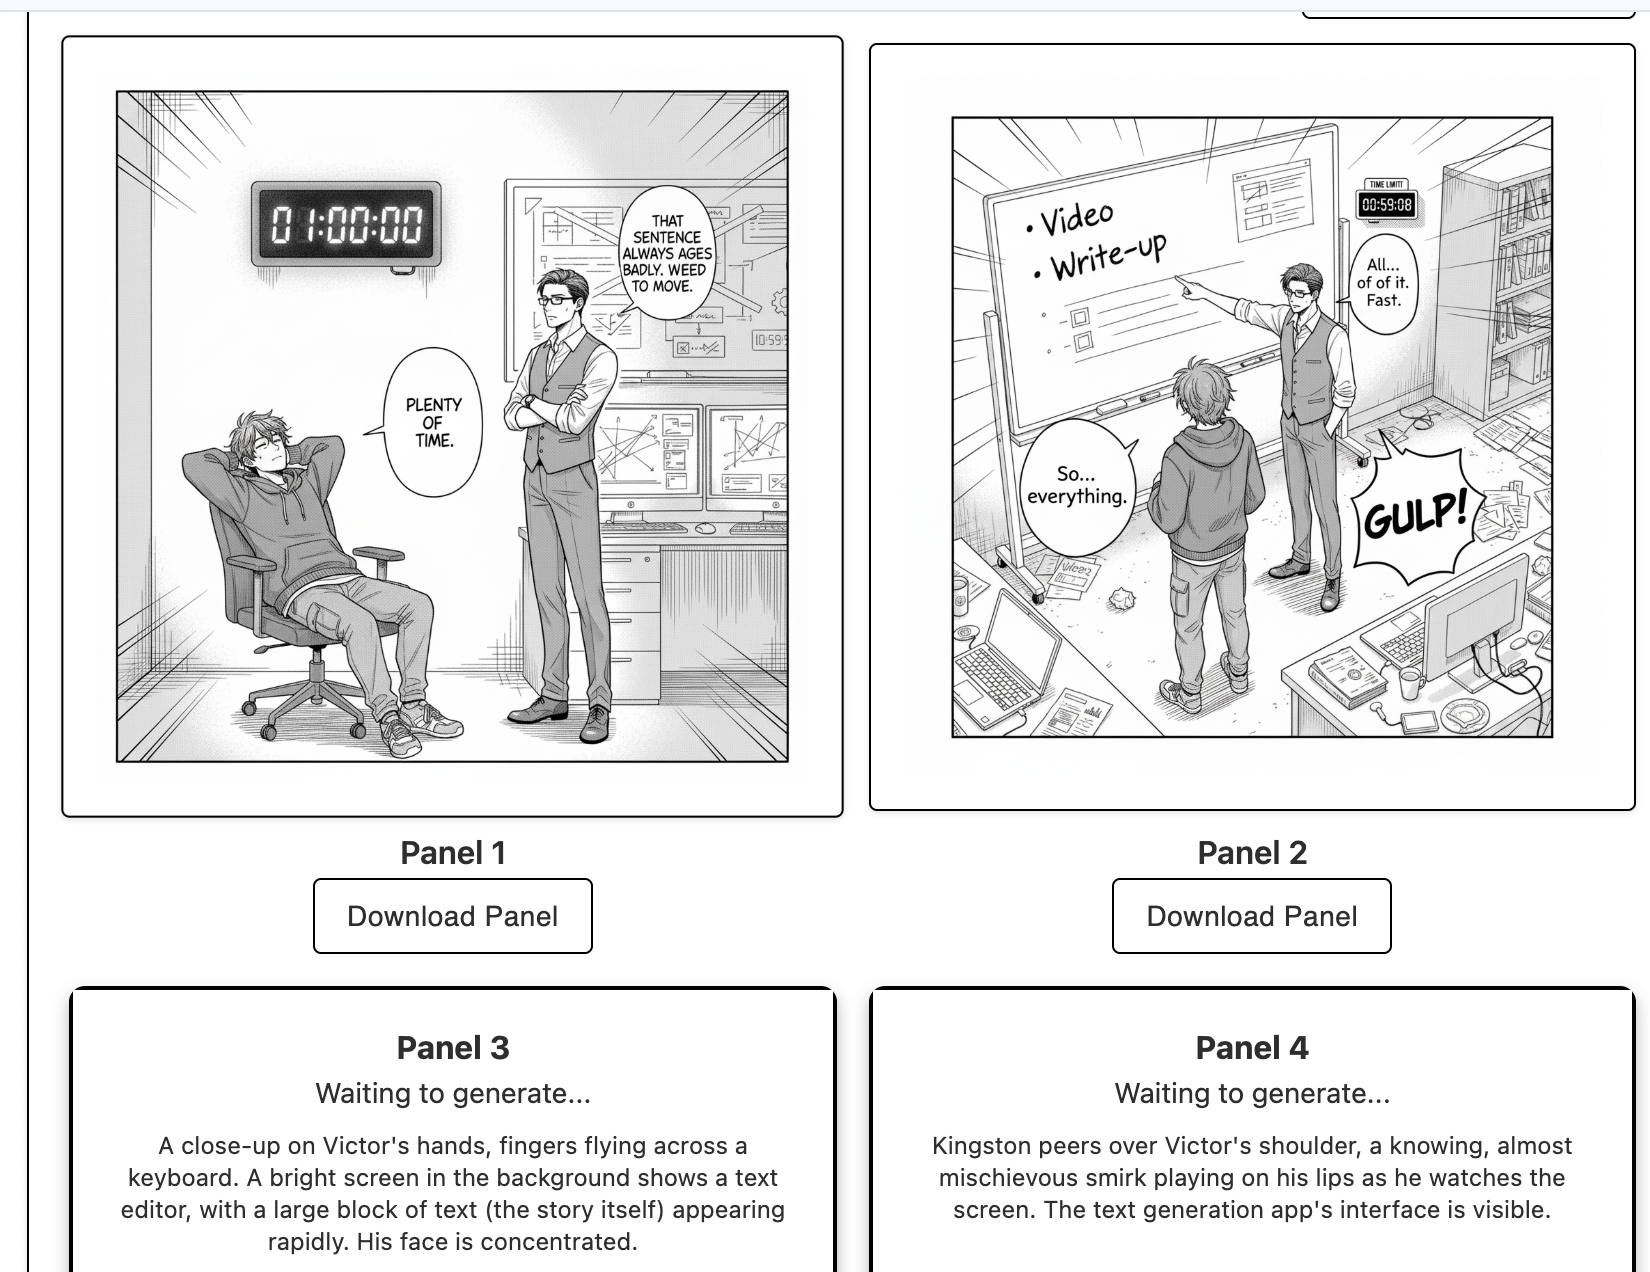 01:00:00
THAT
SENTENCE
ALWAYS AGES
BADLY. WEED
TO MOVE.
10:59:5
PLENTY
OF
TIME.
• Video
• Write-up
TIME LIMITT
00:59:08
All...
of of it.
Fast.
So...
everything.
GULP!
Panel 1
Download Panel
Panel 2
Download Panel
Panel 3
Waiting to generate...
A close-up on Victor's hands, fingers flying across a
keyboard. A bright screen in the background shows a text
editor, with a large block of text (the story itself) appearing
rapidly. His face is concentrated.
Panel 4
Waiting to generate...
Kingston peers over Victor's shoulder, a knowing, almost
mischievous smirk playing on his lips as he watches the
screen. The text generation app's interface is visible.